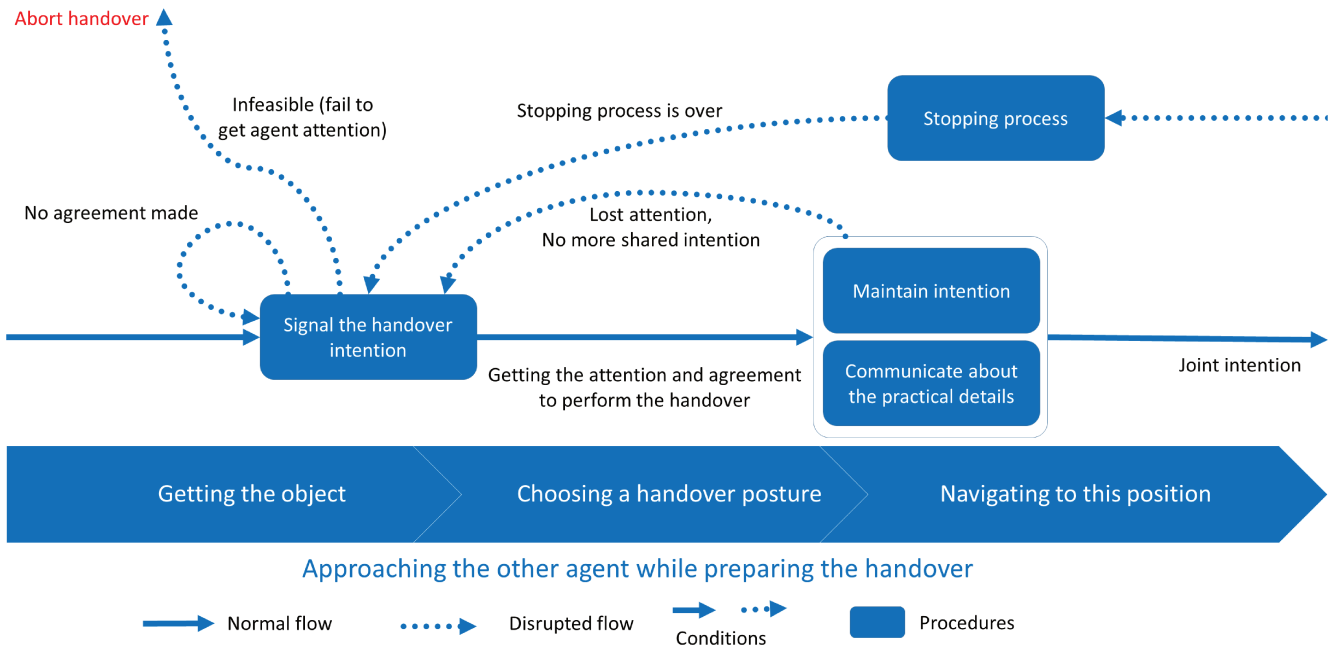 Abort handover
Infeasible (fail to
get agent attention)
Stopping process is over
Stopping process
No agreement made
Lost attention,
No more shared intention
Maintain intention
Signal the handover
intention
Getting the attention and agreement
to perform the handover
Communicate about
the practical details
Joint intention
Getting the object
Choosing a handover posture
Navigating to this position
Approaching the other agent while preparing the handover
Normal flow
Disrupted flow
Conditions
Procedures